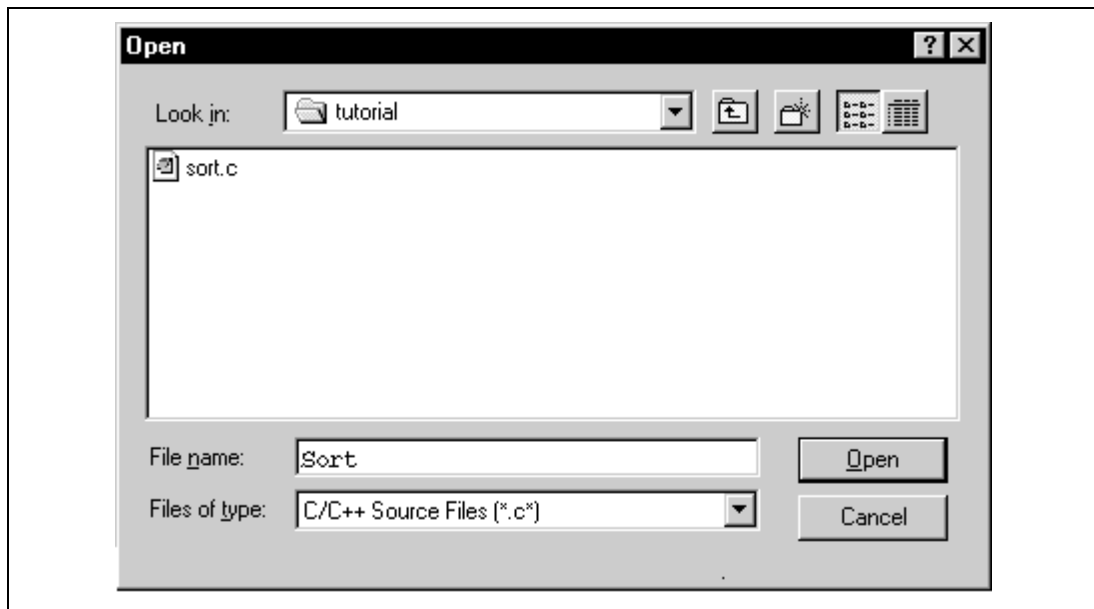 Open
Look in: tutorial
sort.c
File name: Sort Open
Files of type: C/C++ Source Files (*.c*) Cancel